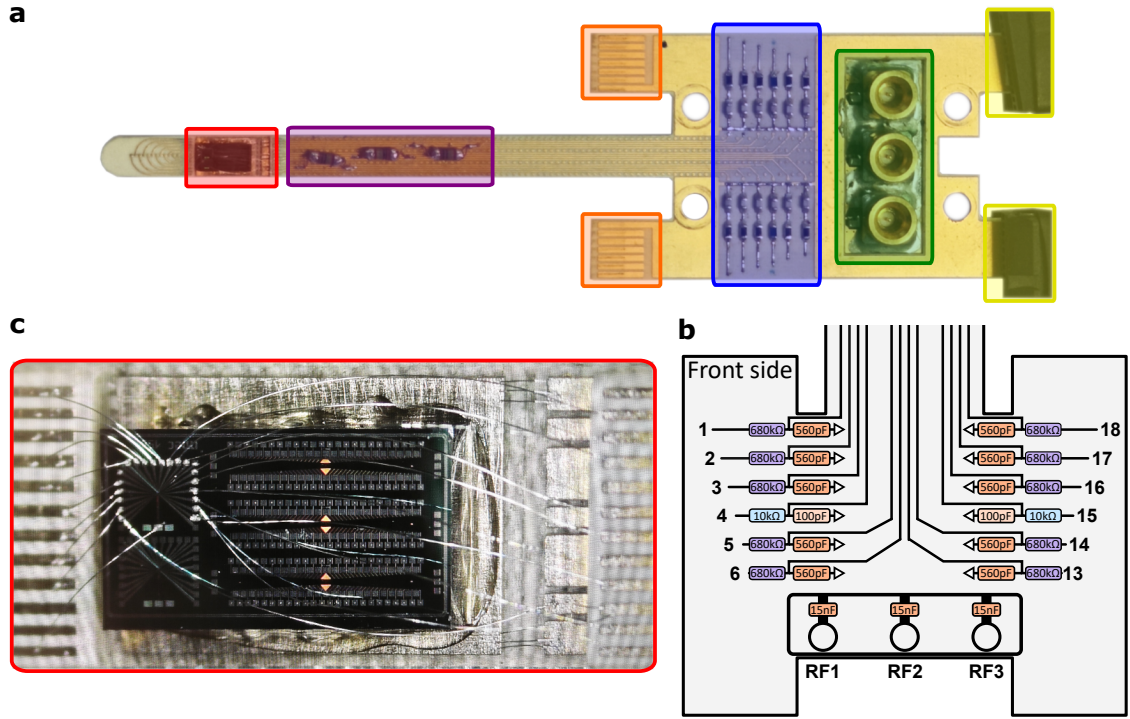 a
c
b
Front side
1 680kΩ 560pF 560pF 680kΩ 18
2 680kΩ 560pF 560pF 680kΩ 17
3 680kΩ 560pF 560pF 680kΩ 16
4 10kΩ 100pF 100pF 10kΩ 15
5 680kΩ 560pF 560pF 680kΩ 14
6 680kΩ 560pF 560pF 680kΩ 13
15nF 15nF 15nF
RF1 RF2 RF3